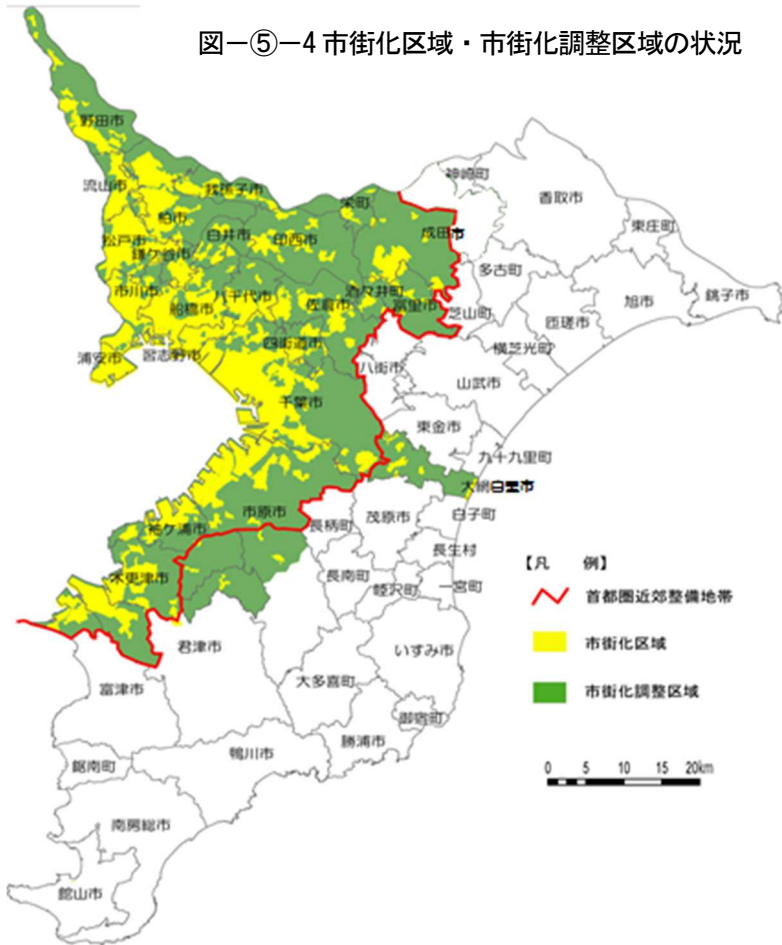 図ー⑤ー4 市街化区域・市街化調整区域の状況
野田市
流山市
我孫子市
柏市
松戸市
鎌ケ谷市
白井市
印西市
栄町
成田市
神崎町
香取市
東庄町
多古町
銚子市
旭市
匝瑳市
芝山町
横芝光町
市川市
船橋市
八千代市
佐倉市
酒々井町
富里市
浦安市
習志野市
四街道市
八街市
山武市
千葉市
東金市
九十九里町
大網白里市
市原市
長柄町
茂原市
白子町
長生村
袖ケ浦市
木更津市
長南町
睦沢町
一宮町
君津市
いすみ市
富津市
大多喜町
御宿町
勝浦市
鴨川市
鋸南町
南房総市
館山市
【凡 例】
首都圏近郊整備地帯
市街化区域
市街化調整区域
0 5 10 15 20km